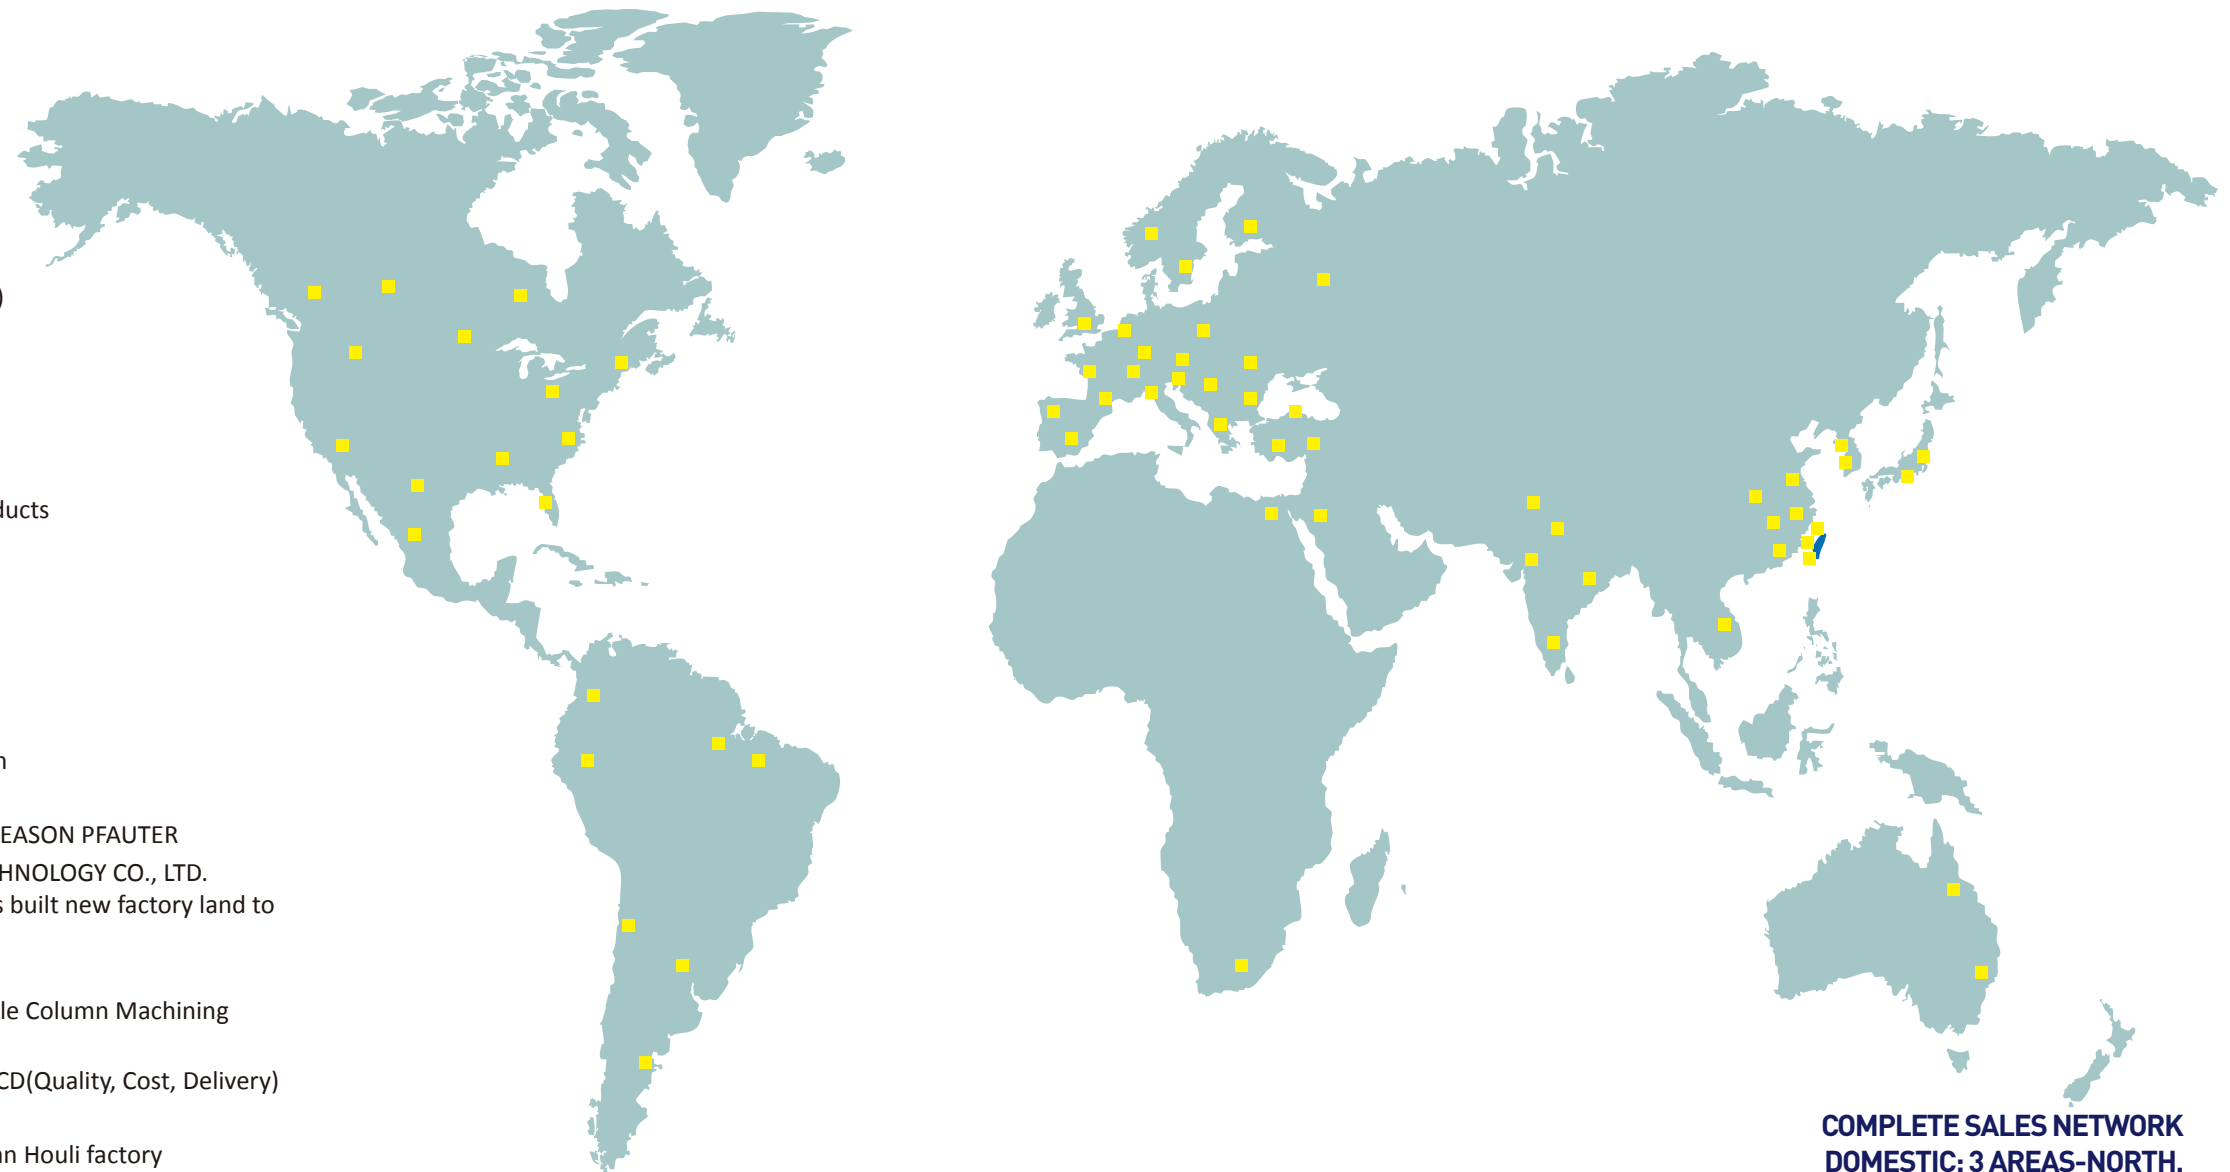 )
ducts
n
EASON PFAUTER
HNOLOGY CO., LTD.
s built new factory land to
le Column Machining
CD(Quality, Cost, Delivery)
an Houli factory
COMPLETE SALES NETWORK
DOMESTIC: 3 AREAS-NORTH,